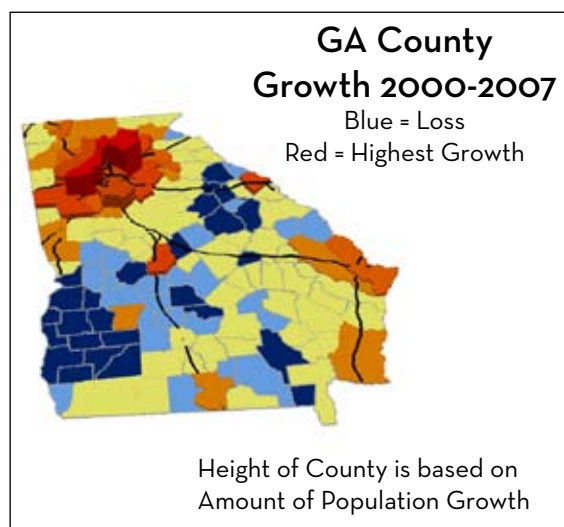 GA County
Growth 2000-2007
Blue = Loss
Red = Highest Growth
Height of County is based on
Amount of Population Growth